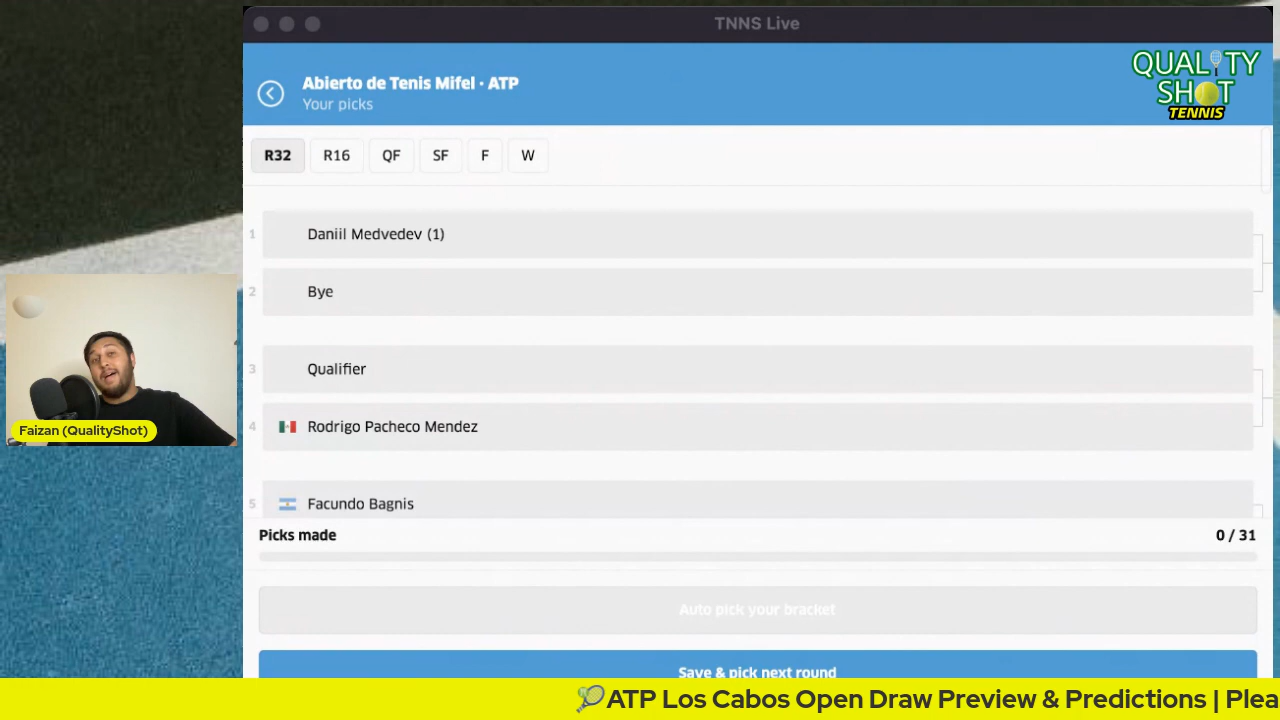 TNNS Live
Abierto de Tenis Mifel · ATP
Your picks
QUALITY
SHOT
TENNIS
R32 R16 QF SF F W
1 Daniil Medvedev (1)
2 Bye
3 Qualifier
4 Rodrigo Pacheco Mendez
5 Facundo Bagnis
Picks made 0 / 31
Auto pick your bracket
Save & pick next round
Faizan (QualityShot)
🎾ATP Los Cabos Open Draw Preview & Predictions | Plea